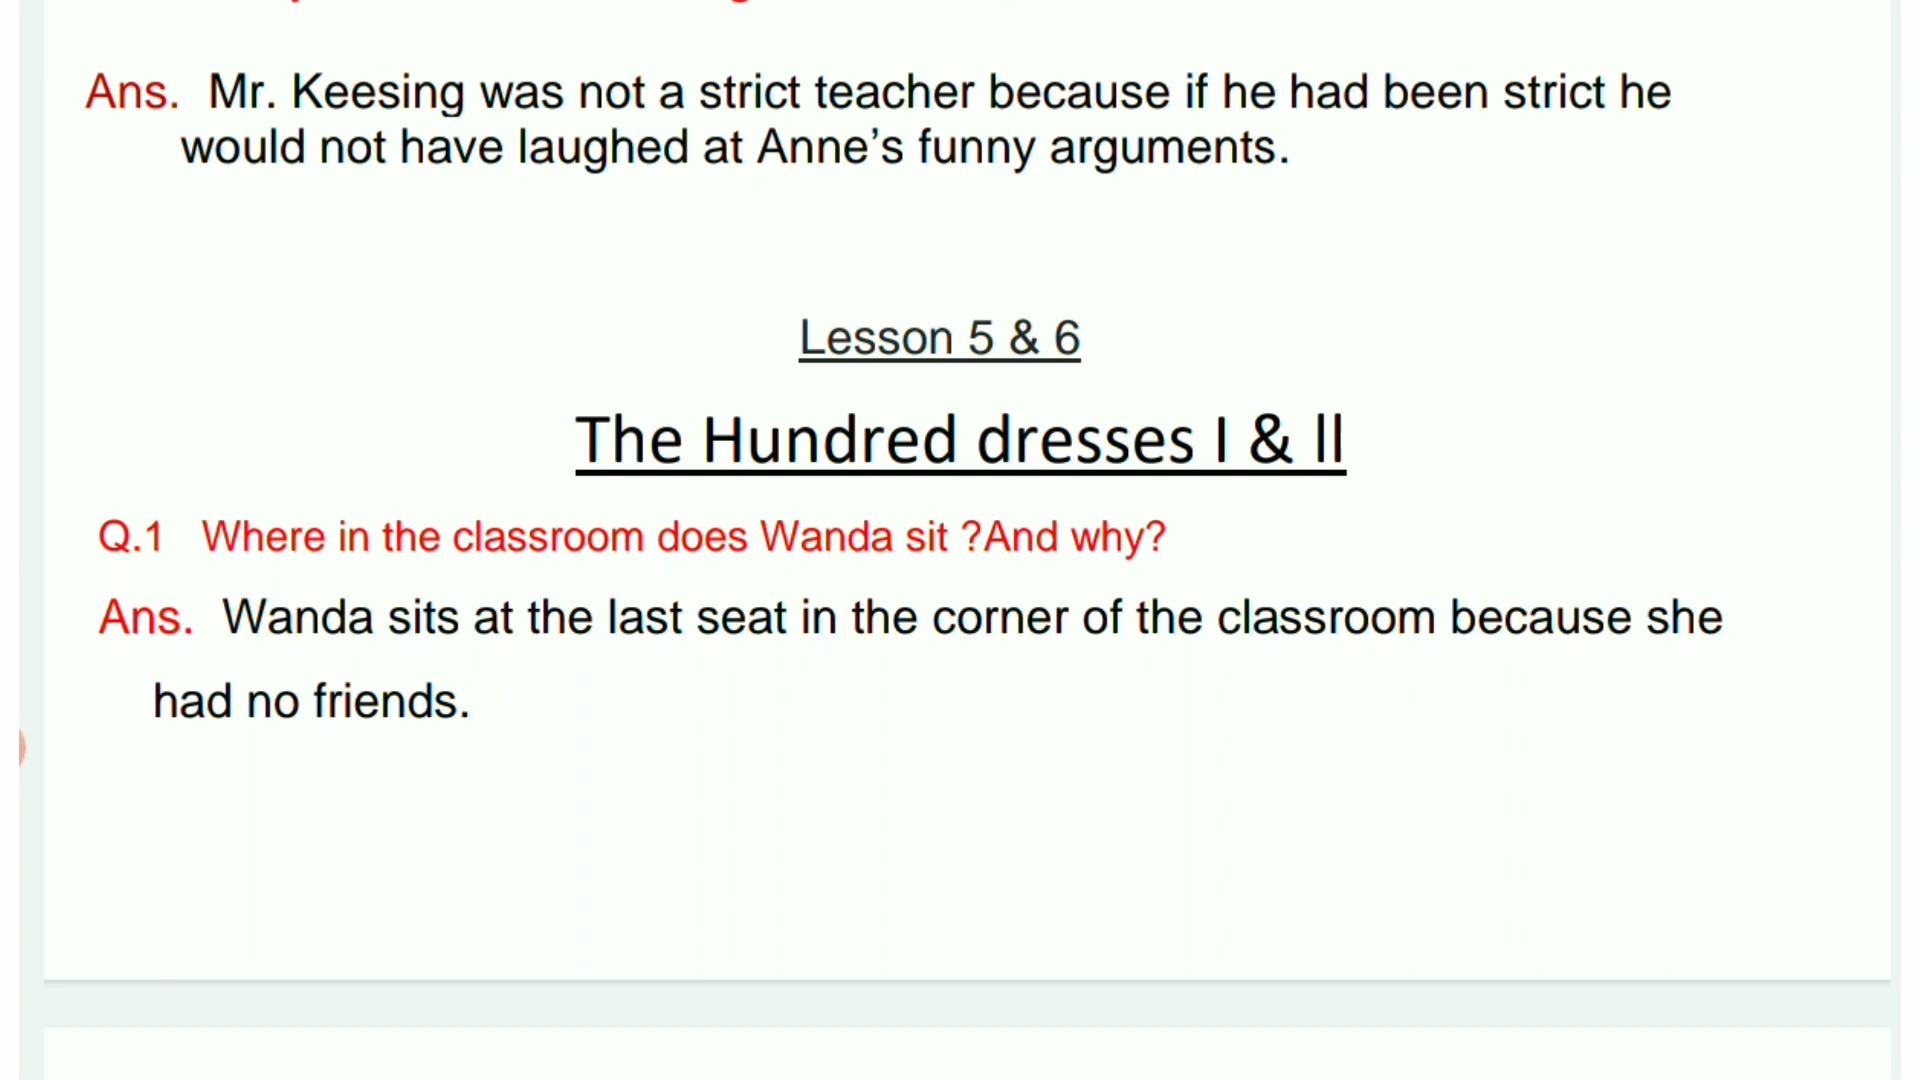 Ans. Mr. Keesing was not a strict teacher because if he had been strict he
would not have laughed at Anne’s funny arguments.
Lesson 5 & 6
The Hundred dresses I & ll
Q.1 Where in the classroom does Wanda sit ?And why?
Ans. Wanda sits at the last seat in the corner of the classroom because she
had no friends.